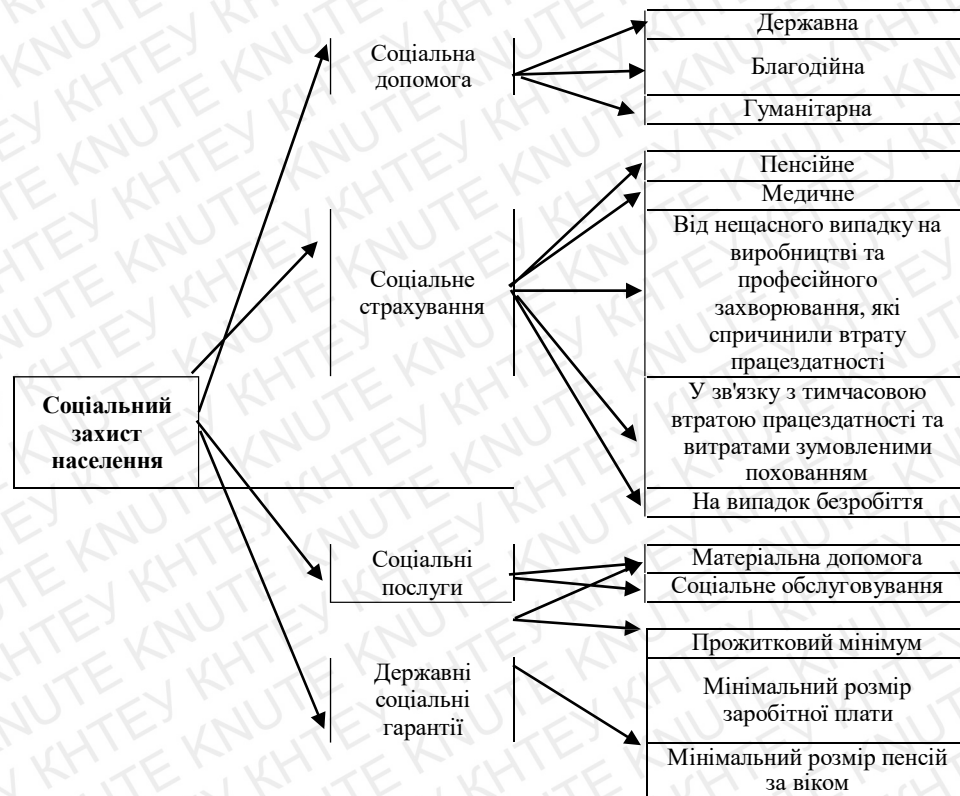 Соціальний
захист
населення
Соціальна
допомога
Державна
Благодійна
Гуманітарна
Соціальне
страхування
Пенсійне
Медичне
Від нещасного випадку на
виробництві та
професійного
захворювання, які
спричинили втрату
працездатності
У зв'язку з тимчасовою
втратою працездатності та
витратами зумовленими
похованням
На випадок безробіття
Соціальні
послуги
Матеріальна допомога
Соціальне обслуговування
Державні
соціальні
гарантії
Прожитковий мінімум
Мінімальний розмір
заробітної плати
Мінімальний розмір пенсій
за віком